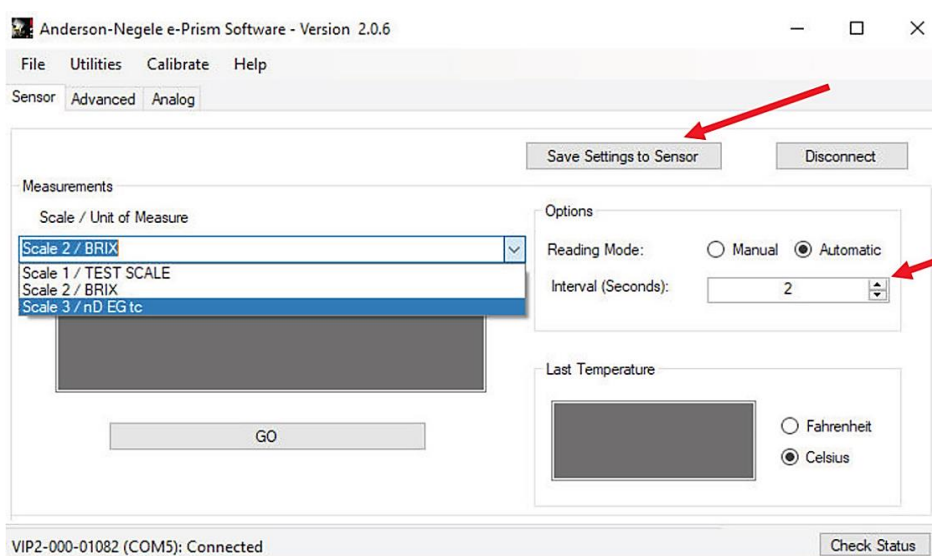 Anderson-Negele e-Prism Software - Version 2.0.6
File Utilities Calibrate Help
Sensor Advanced Analog
Save Settings to Sensor Disconnect
Measurements
Scale / Unit of Measure
Scale 2 / BRIX
Scale 1 / TEST SCALE
Scale 2 / BRIX
Scale 3 / nD EG tc
Options
Reading Mode: Manual Automatic
Interval (Seconds): 2
Last Temperature
Fahrenheit
Celsius
GO
VIP2-000-01082 (COM5): Connected Check Status